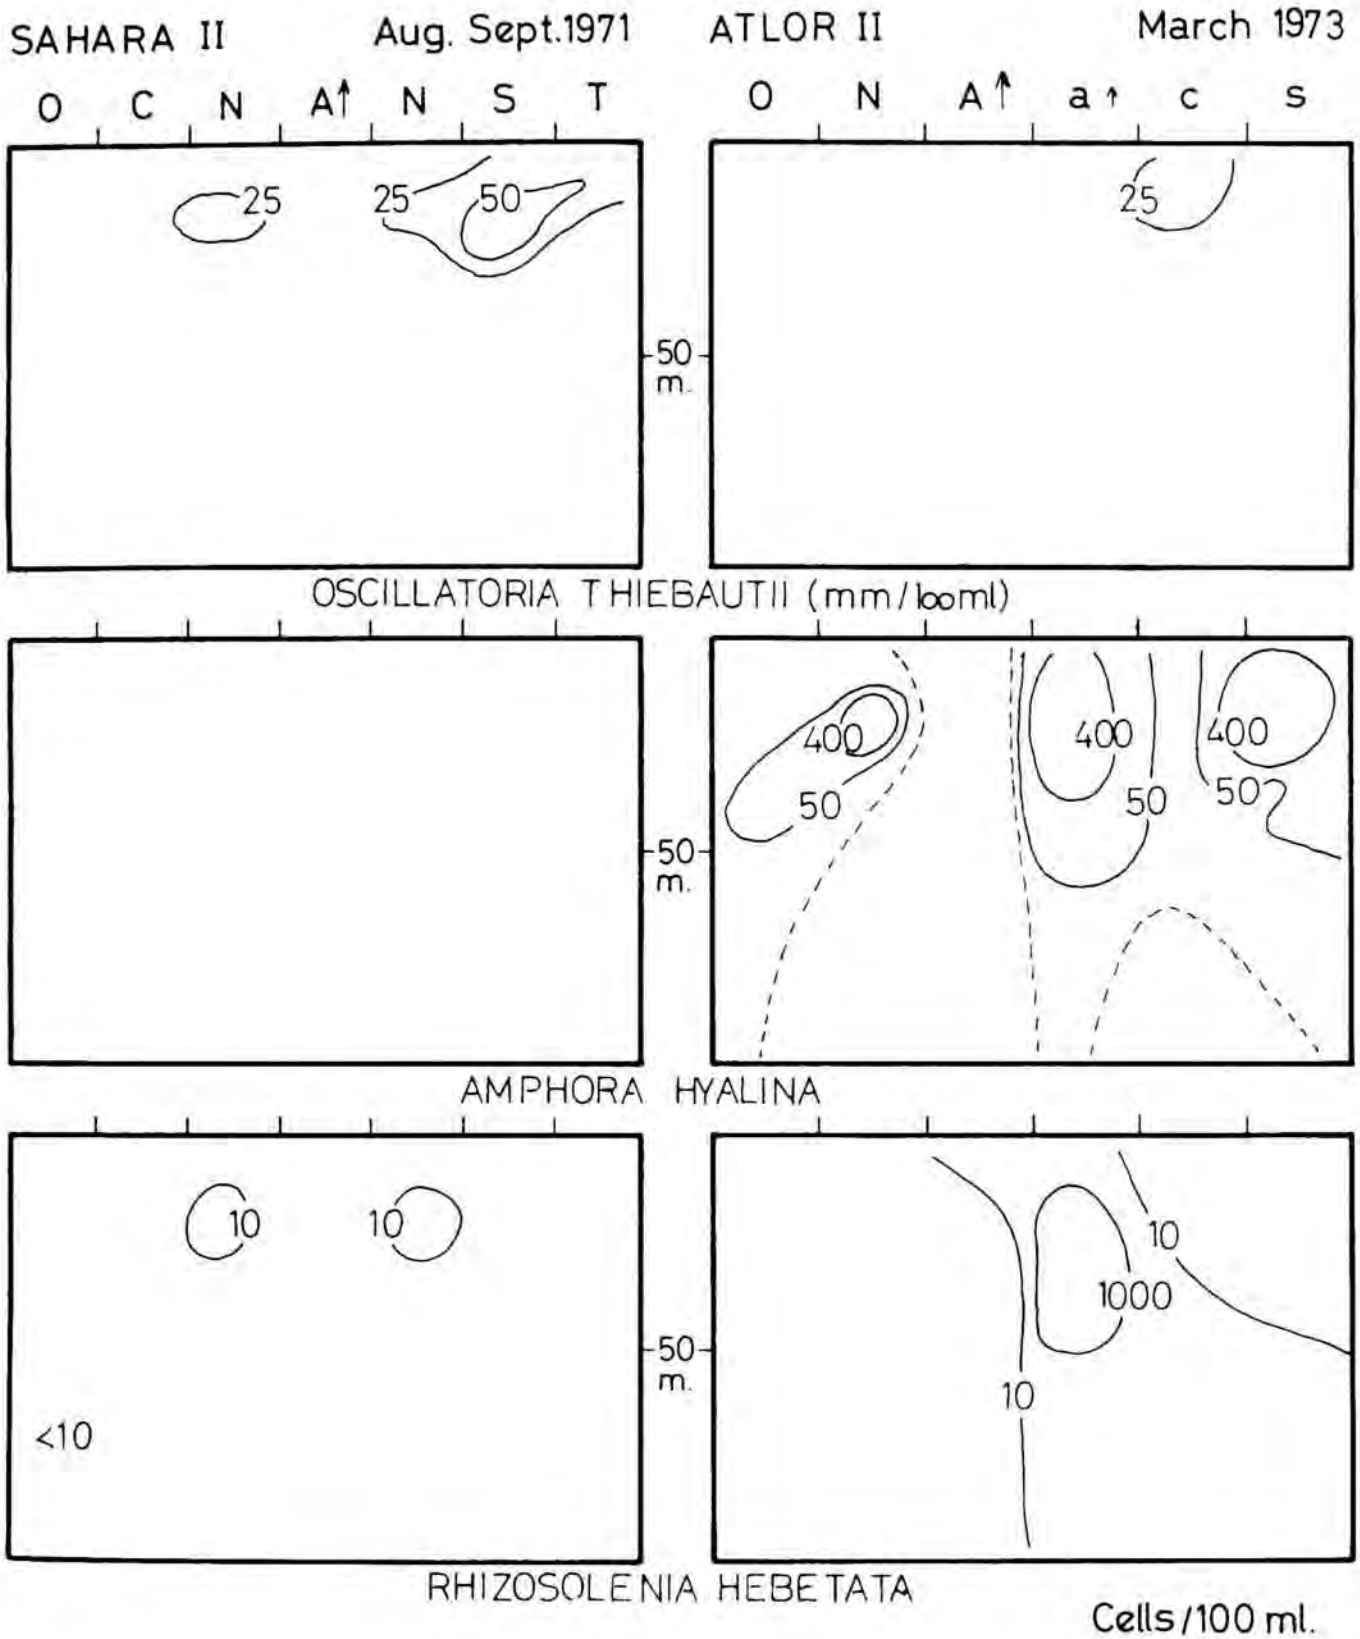 SAHARA II Aug. Sept. 1971 ATLOR II March 1973
O C N A↑ N S T O N A↑ a↑ c s
25 25 50 25
50
m.
OSCILLATORIA THIEBAUTII (mm/100ml)
400 400 400
50 50 50
50
m.
AMPHORA HYALINA
10 10 10
1000
50
m.
10
<10
RHIZOSOLENIA HEBETATA
Cells/100 ml.